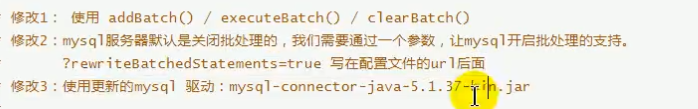 * 修改1： 使用 addBatch() / executeBatch() / clearBatch()
* 修改2：mysql服务器默认是关闭批处理的，我们需要通过一个参数，让mysql开启批处理的支持。
?rewriteBatchedStatements=true 写在配置文件的url后面
* 修改3：使用更新的mysql 驱动：mysql-connector-java-5.1.37-bin.jar